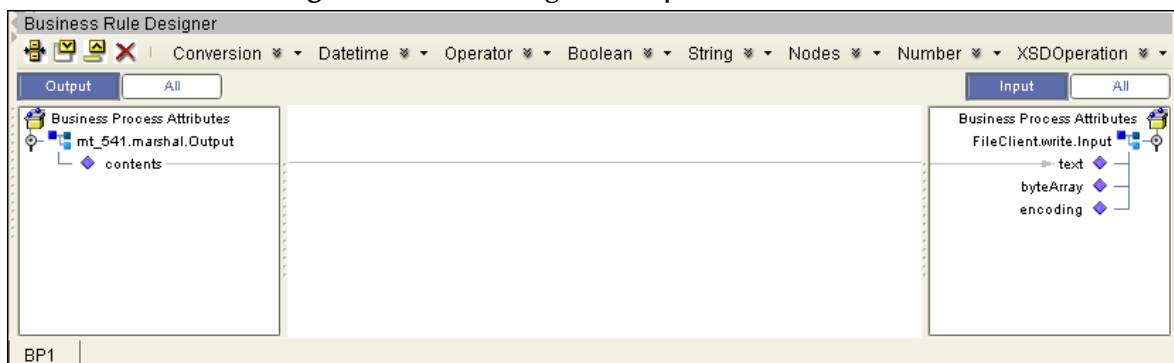 Business Rule Designer
Conversion Datetime Operator Boolean String Nodes Number XSDOperation
Output All Input All
Business Process Attributes
mt_541.marshal.Output
contents
Business Process Attributes
FileClient.write.Input
text
byteArray
encoding
BP1